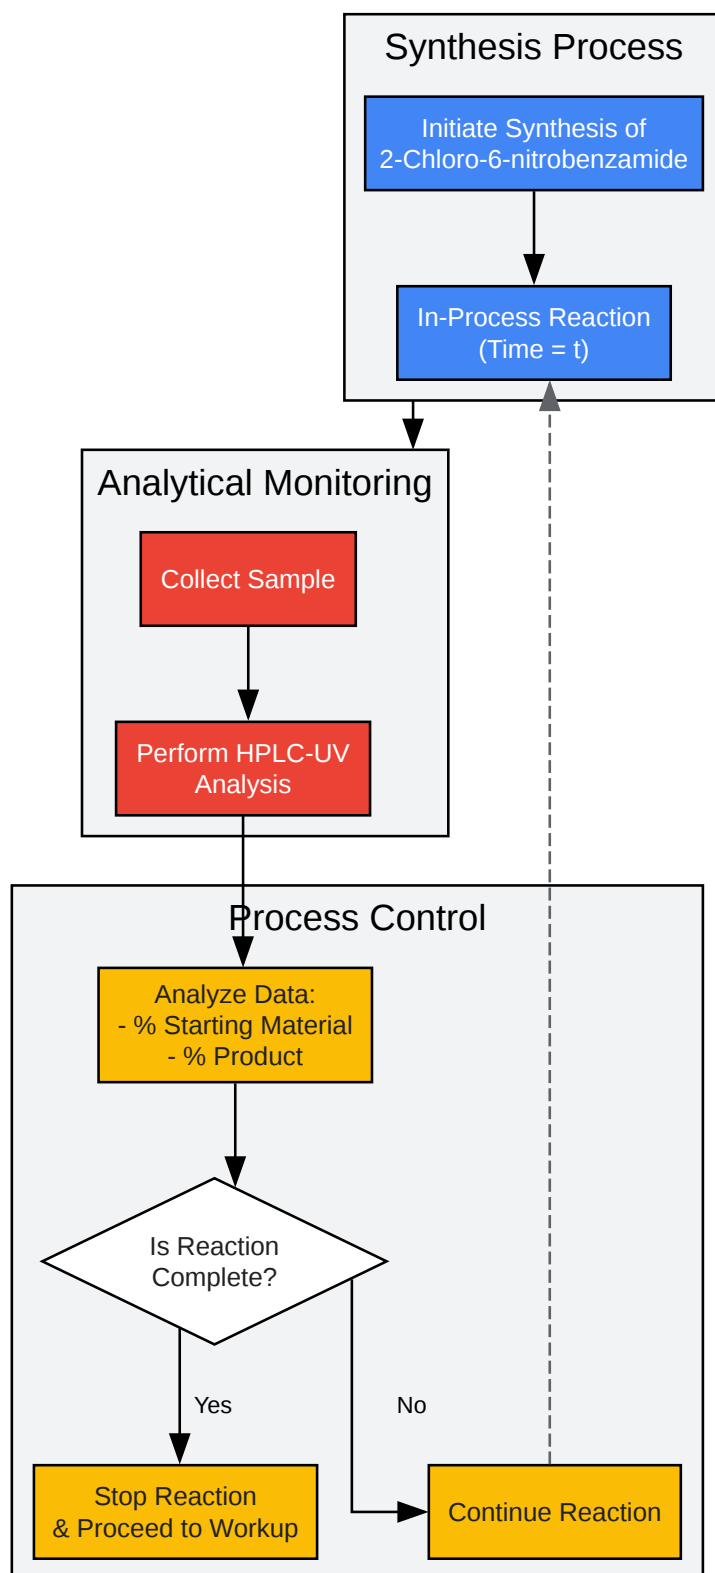 Synthesis Process
Initiate Synthesis of
2-Chloro-6-nitrobenzamide
In-Process Reaction
(Time = t)
Analytical Monitoring
Collect Sample
Perform HPLC-UV
Analysis
Process Control
Analyze Data:
- % Starting Material
- % Product
Is Reaction
Complete?
Yes
No
Stop Reaction
& Proceed to Workup
Continue Reaction